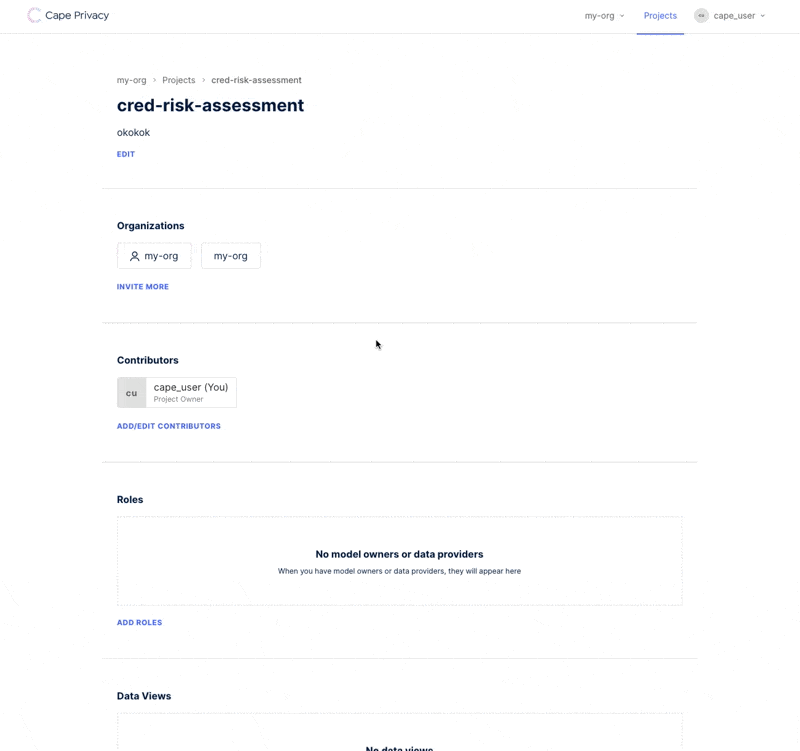 Cape Privacy
my-org Projects cu cape_user
my-org > Projects > cred-risk-assessment
cred-risk-assessment
okokok
EDIT
Organizations
my-org my-org
INVITE MORE
Contributors
cu cape_user (You)
Project Owner
ADD/EDIT CONTRIBUTORS
Roles
No model owners or data providers
When you have model owners or data providers, they will appear here
ADD ROLES
Data Views
No data views